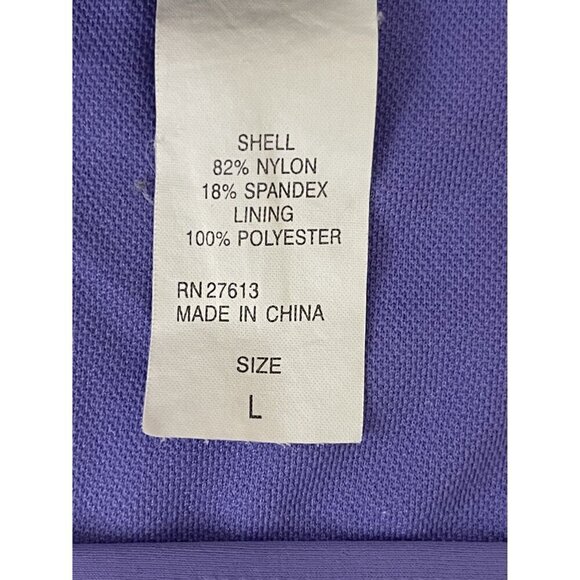 SHELL
82% NYLON
18% SPANDEX
LINING
100% POLYESTER
RN 27613
MADE IN CHINA
SIZE
L